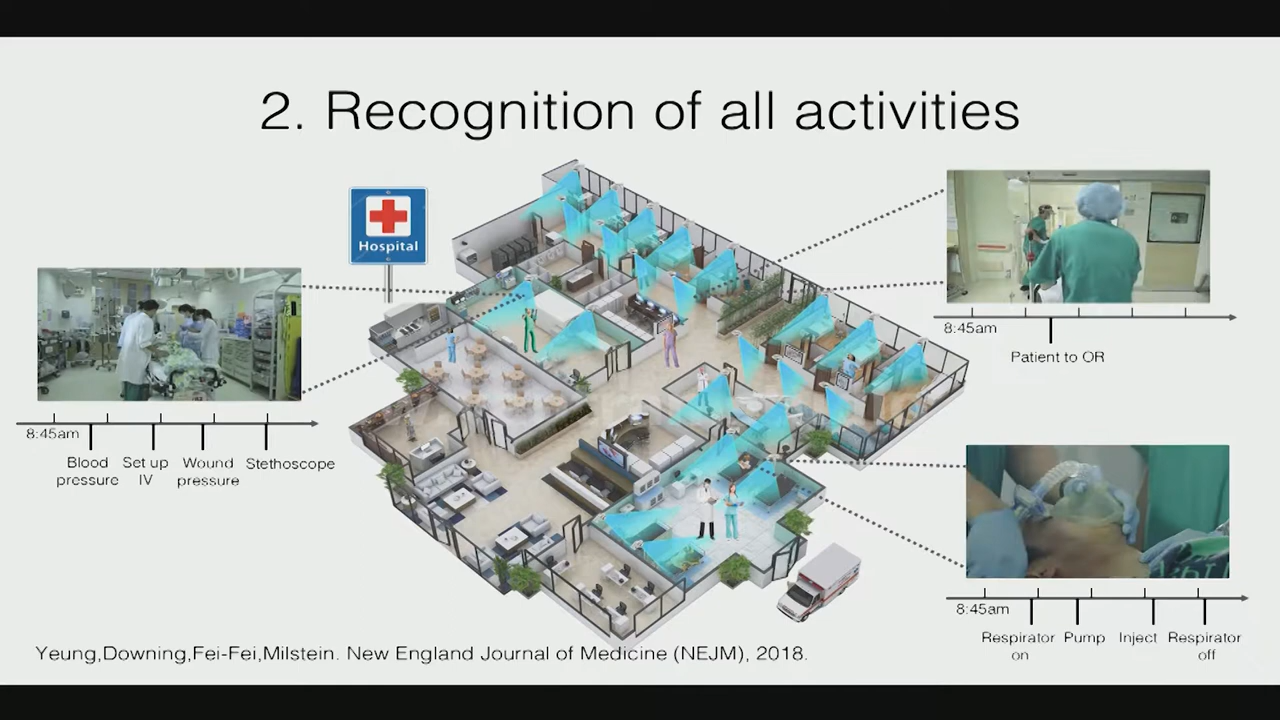 2. Recognition of all activities
Hospital
8:45am
Blood pressure
Set up IV
Wound pressure
Stethoscope
8:45am
Patient to OR
8:45am
Respirator on
Pump
Inject
Respirator off
Yeung,Downing,Fei-Fei,Milstein. New England Journal of Medicine (NEJM), 2018.